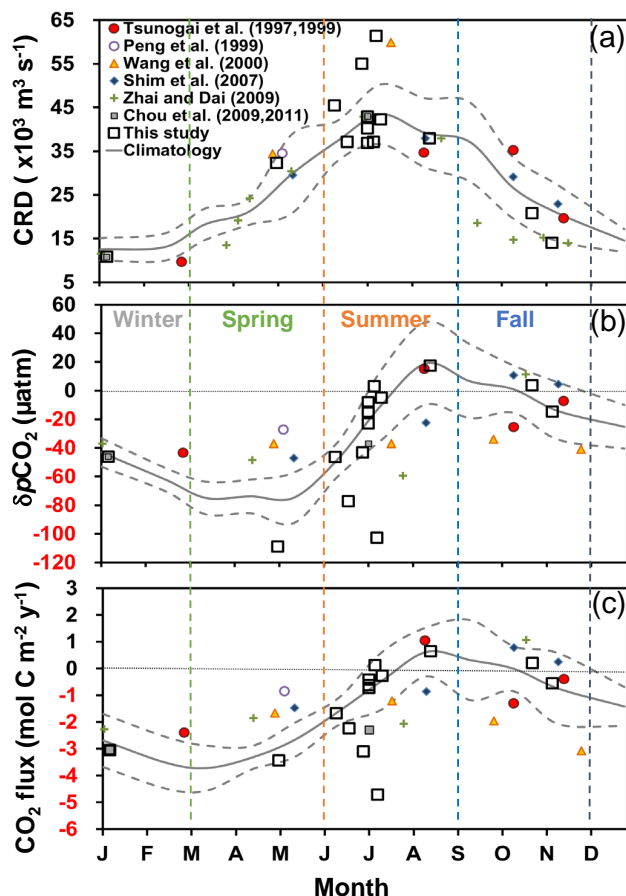 (a)
65
55
45
35
25
15
5
CRD ( x10³ m³ s⁻¹)
Tsunogai et al. (1997,1999)
Peng et al. (1999)
Wang et al. (2000)
Shim et al. (2007)
Zhai and Dai (2009)
Chou et al. (2009,2011)
This study
Climatology
(b)
60
40
20
0
-20
-40
-60
-80
-100
-120
δpCO₂ (µatm)
Winter Spring Summer Fall
(c)
3
2
1
0
-1
-2
-3
-4
-5
-6
CO₂ flux (mol C m⁻² y⁻¹)
J F M A M J J A S O N D
Month